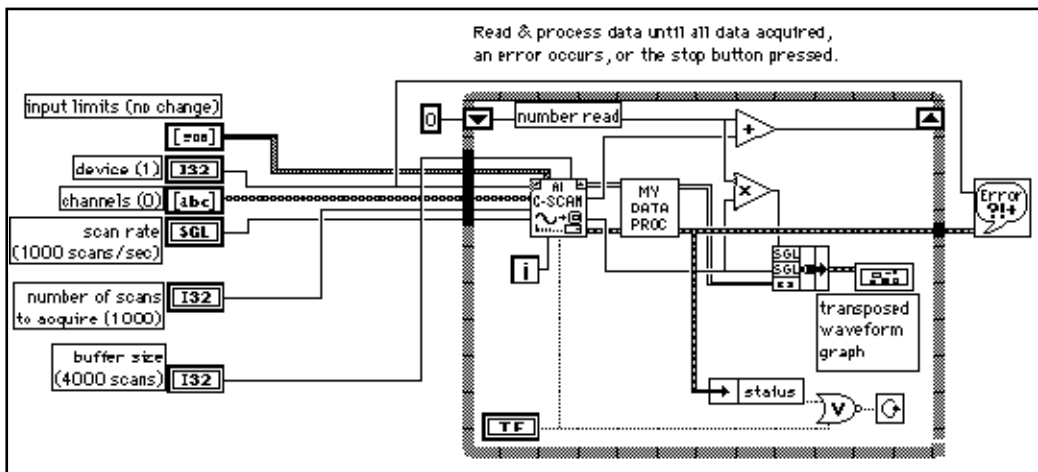 Read & process data until all data acquired,
an error occurs, or the stop button pressed.
input limits (no change)
device (1)
I32
channels (0)
[abc]
scan rate
(1000 scans/sec)
SGL
number of scans
to acquire (1000)
I32
buffer size
(4000 scans)
I32
0
number read
+
AI
C-SCAN
MY
DATA
PROC
x
i
SGL
SGL
transposed
waveform
graph
status
V
TF
Error
?!+